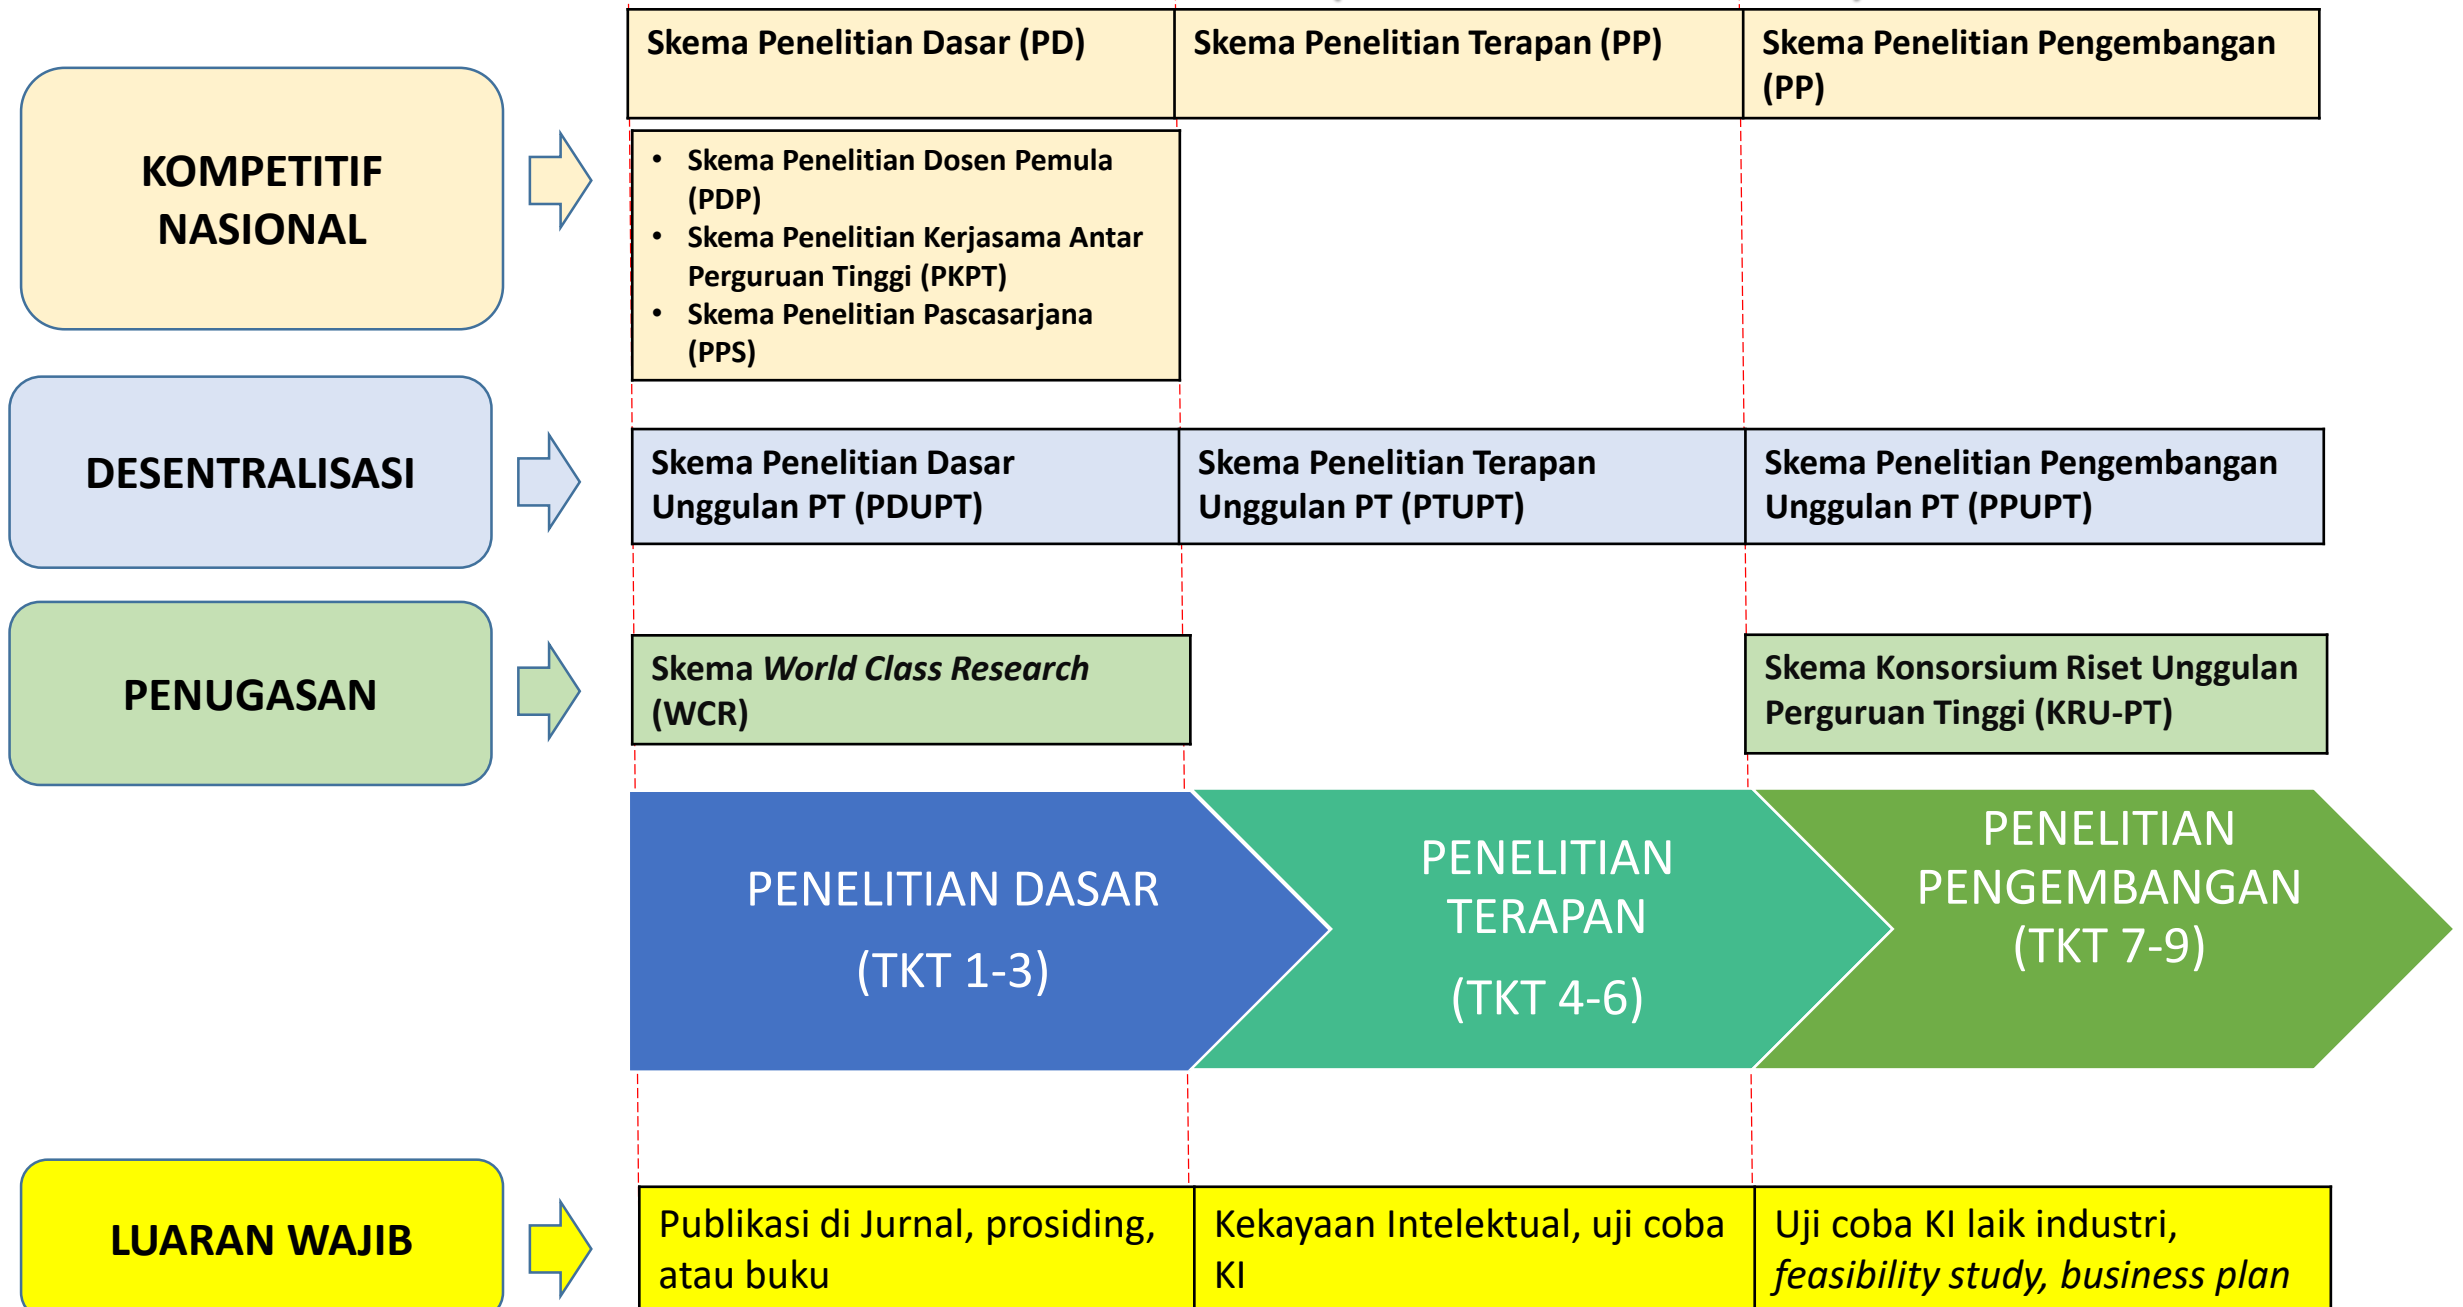 Skema Penelitian Dasar (PD)
Skema Penelitian Terapan (PP)
Skema Penelitian Pengembangan
(PP)
KOMPETITIF
NASIONAL
• Skema Penelitian Dosen Pemula
(PDP)
• Skema Penelitian Kerjasama Antar
Perguruan Tinggi (PKPT)
• Skema Penelitian Pascasarjana
(PPS)
DESENTRALISASI
Skema Penelitian Dasar
Unggulan PT (PDUPT)
Skema Penelitian Terapan
Unggulan PT (PTUPT)
Skema Penelitian Pengembangan
Unggulan PT (PPUPT)
PENUGASAN
Skema World Class Research
(WCR)
Skema Konsorsium Riset Unggulan
Perguruan Tinggi (KRU-PT)
PENELITIAN DASAR
(TKT 1-3)
PENELITIAN
TERAPAN
(TKT 4-6)
PENELITIAN
PENGEMBANGAN
(TKT 7-9)
LUARAN WAJIB
Publikasi di Jurnal, prosiding,
atau buku
Kekayaan Intelektual, uji coba
KI
Uji coba KI laik industri,
feasibility study, business plan